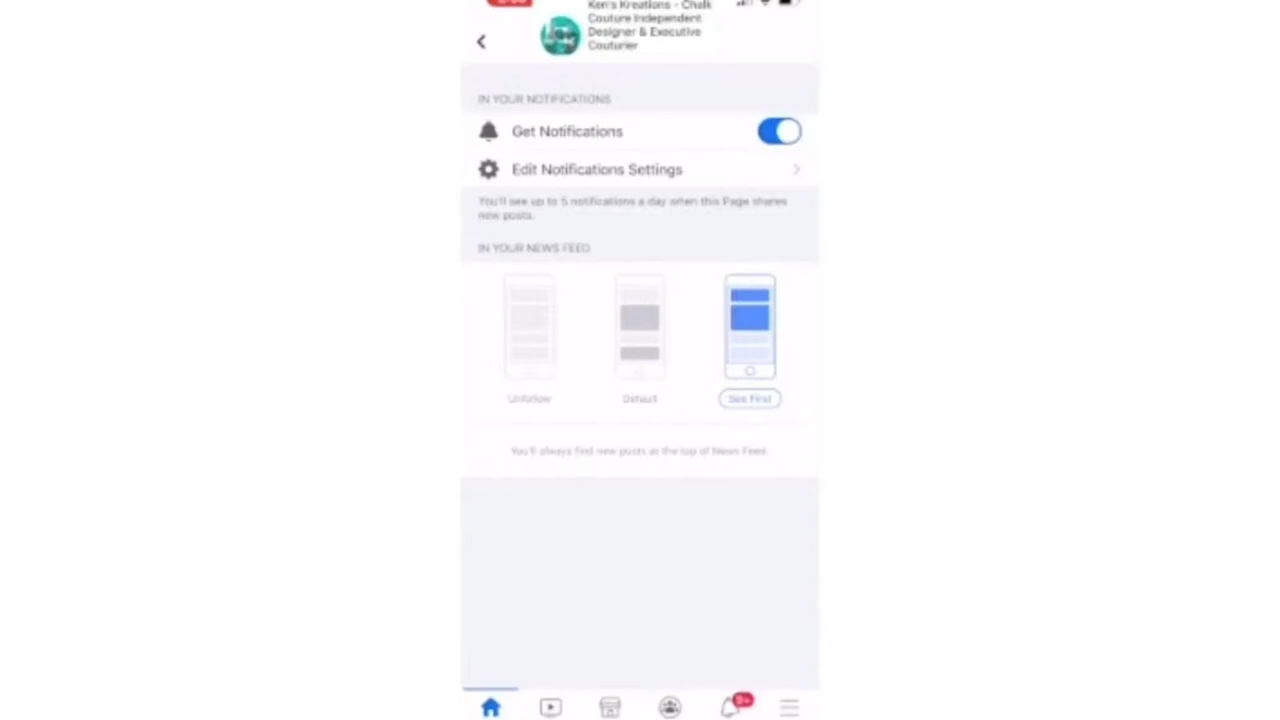 Ken's Kreations - Chalk
Couture Independent
Designer & Executive
Couturier
IN YOUR NOTIFICATIONS
Get Notifications
Edit Notifications Settings
You'll see up to 5 notifications a day when this Page shares
new posts.
IN YOUR NEWS FEED
Unfollow Default See First
You'll always find new posts at the top of News Feed.
9+